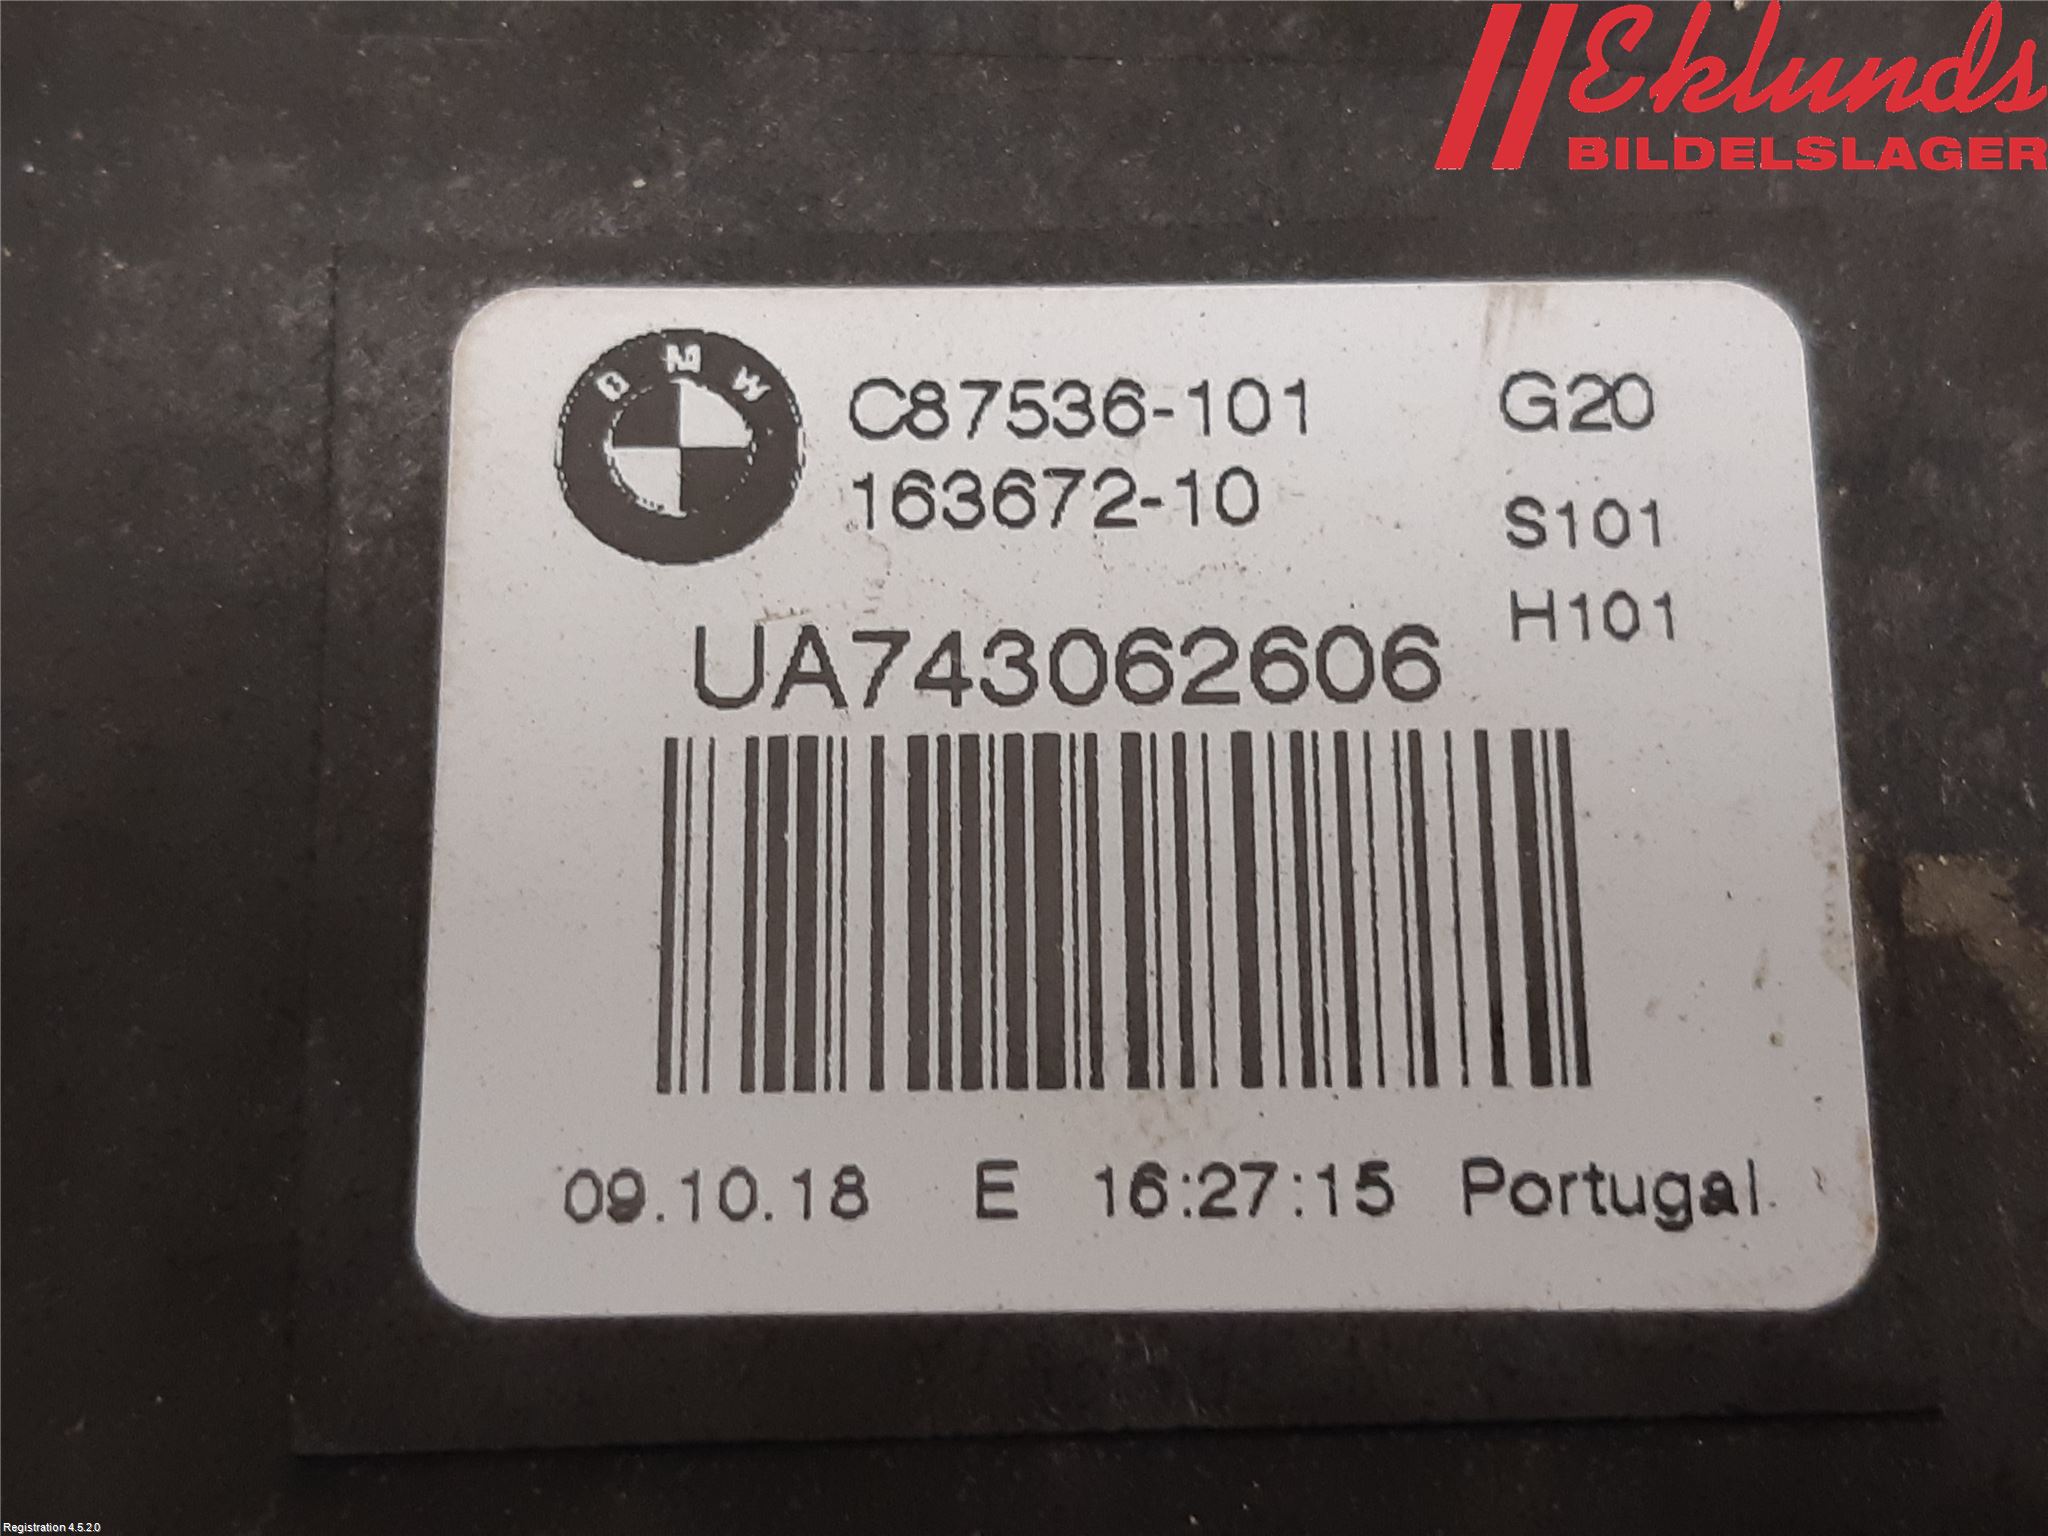 Eklunds
BILDELSLAGER
BMW
C87536-101 G20
163672-10 S101
H101
UA743062606
09.10.18 E 16:27:15 Portugal
Registration 4.5.2.0